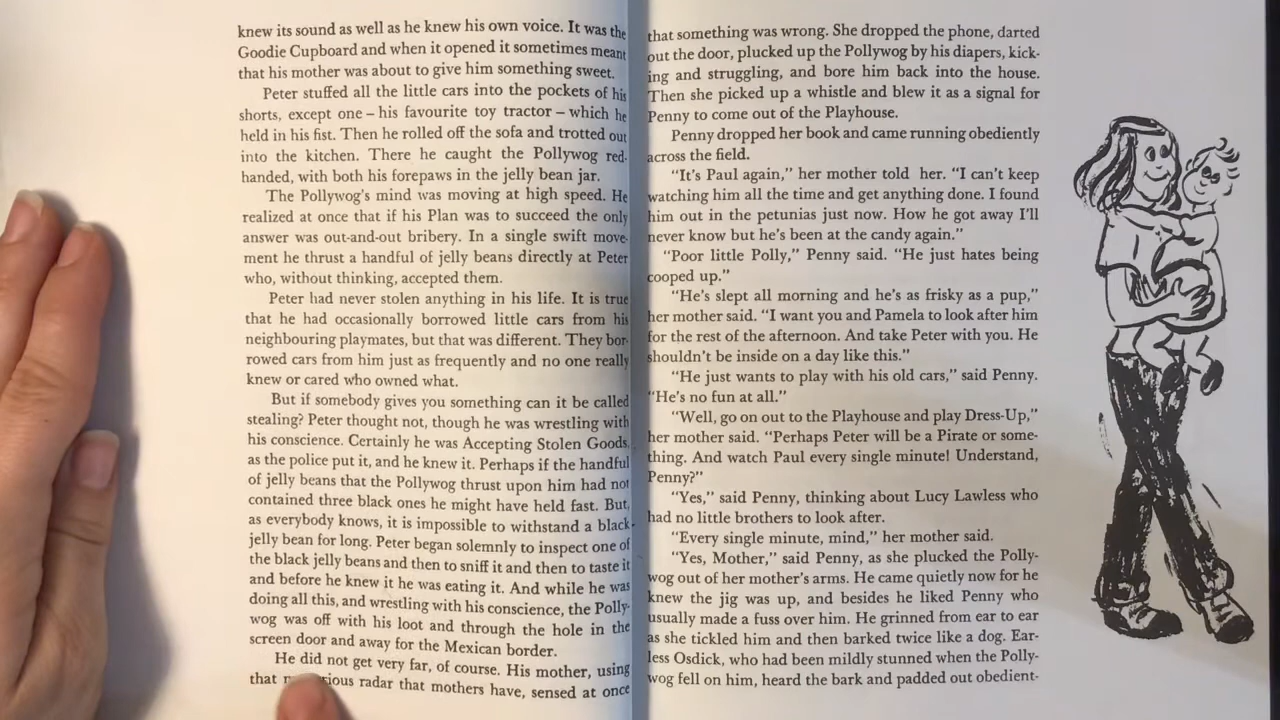 knew its sound as well as he knew his own voice. It was the
Goodie Cupboard and when it opened it sometimes meant
that his mother was about to give him something sweet.
Peter stuffed all the little cars into the pockets of his
shorts, except one – his favourite toy tractor – which he
held in his fist. Then he rolled off the sofa and trotted out
into the kitchen. There he caught the Pollywog red-
handed, with both his forepaws in the jelly bean jar.
The Pollywog's mind was moving at high speed. He
realized at once that if his Plan was to succeed the only
answer was out-and-out bribery. In a single swift move-
ment he thrust a handful of jelly beans directly at Peter
who, without thinking, accepted them.
Peter had never stolen anything in his life. It is true
that he had occasionally borrowed little cars from his
neighbouring playmates, but that was different. They bor-
rowed cars from him just as frequently and no one really
knew or cared who owned what.
But if somebody gives you something can it be called
stealing? Peter thought not, though he was wrestling with
his conscience. Certainly he was Accepting Stolen Goods,
as the police put it, and he knew it. Perhaps if the handful
of jelly beans that the Pollywog thrust upon him had not
contained three black ones he might have held fast. But,
as everybody knows, it is impossible to withstand a black
jelly bean for long. Peter began solemnly to inspect one of
the black jelly beans and then to sniff it and then to taste it
and before he knew it he was eating it. And while he was
doing all this, and wrestling with his conscience, the Polly-
wog was off with his loot and through the hole in the
screen door and away for the Mexican border.
He did not get very far, of course. His mother, using
that radar that mothers have, sensed at once
that something was wrong. She dropped the phone, darted
out the door, plucked up the Pollywog by his diapers, kick-
ing and struggling, and bore him back into the house.
Then she picked up a whistle and blew it as a signal for
Penny to come out of the Playhouse.
Penny dropped her book and came running obediently
across the field.
"It's Paul again," her mother told her. "I can't keep
watching him all the time and get anything done. I found
him out in the petunias just now. How he got away I'll
never know but he's been at the candy again."
"Poor little Polly," Penny said. "He just hates being
cooped up."
"He's slept all morning and he's as frisky as a pup,"
her mother said. "I want you and Pamela to look after him
for the rest of the afternoon. And take Peter with you. He
shouldn't be inside on a day like this."
"He just wants to play with his old cars," said Penny.
"He's no fun at all."
"Well, go on out to the Playhouse and play Dress-Up,"
her mother said. "Perhaps Peter will be a Pirate or some-
thing. And watch Paul every single minute! Understand,
Penny?"
"Yes," said Penny, thinking about Lucy Lawless who
had no little brothers to look after.
"Every single minute, mind," her mother said.
"Yes, Mother," said Penny, as she plucked the Polly-
wog out of her mother's arms. He came quietly now for he
knew the jig was up, and besides he liked Penny who
usually made a fuss over him. He grinned from ear to ear
as she tickled him and then barked twice like a dog. Ear-
less Osdick, who had been mildly stunned when the Polly-
wog fell on him, heard the bark and padded out obedient-